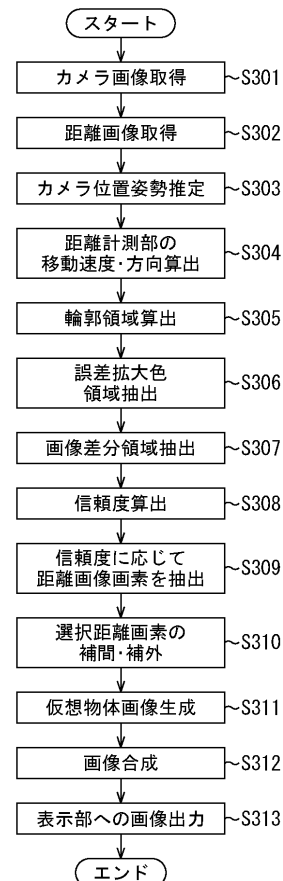 スタート
カメラ画像取得 ~S301
距離画像取得 ~S302
カメラ位置姿勢推定 ~S303
距離計測部の
移動速度・方向算出 ~S304
輪郭領域算出 ~S305
誤差拡大色
領域抽出 ~S306
画像差分領域抽出 ~S307
信頼度算出 ~S308
信頼度に応じて
距離画像画素を抽出 ~S309
選択距離画素の
補間・補外 ~S310
仮想物体画像生成 ~S311
画像合成 ~S312
表示部への画像出力 ~S313
エンド